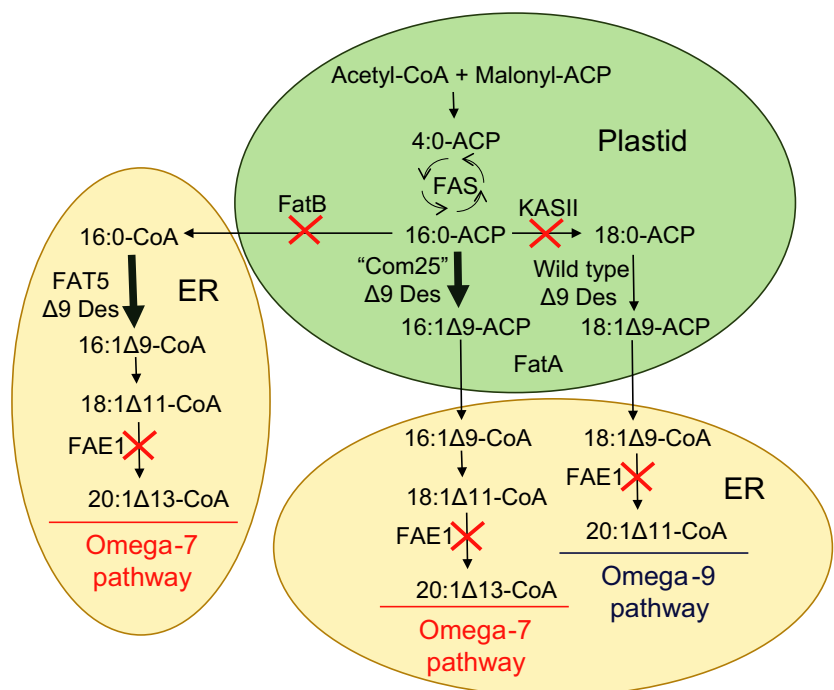 Acetyl-CoA + Malonyl-ACP
4:0-ACP
Plastid
FAS
FatB
KASII
16:0-CoA
16:0-ACP
18:0-ACP
FAT5
Δ9 Des
ER
“Com25”
Δ9 Des
Wild type
Δ9 Des
16:1Δ9-CoA
16:1Δ9-ACP
18:1Δ9-ACP
FatA
18:1Δ11-CoA
FAE1
20:1Δ13-CoA
Omega-7
pathway
16:1Δ9-CoA
18:1Δ11-CoA
FAE1
20:1Δ13-CoA
Omega-7
pathway
18:1Δ9-CoA
FAE1
ER
20:1Δ11-CoA
Omega-9
pathway